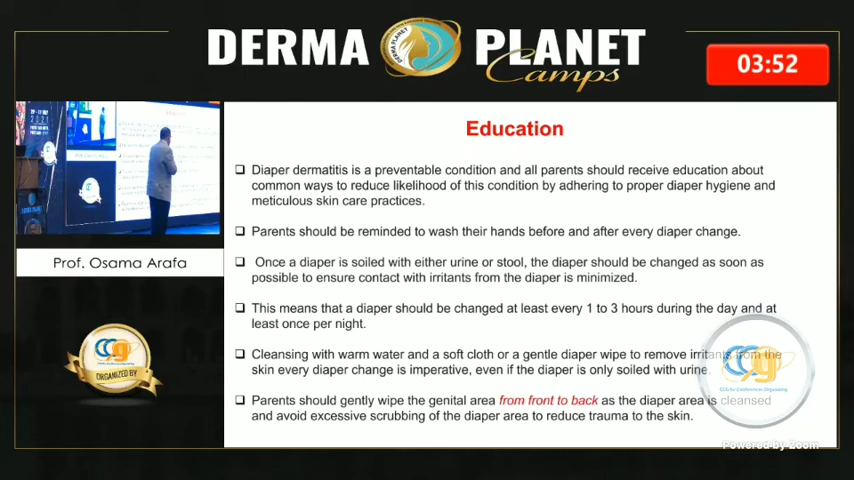 DERMA PLANET
Camps
03:52
Education
Diaper dermatitis is a preventable condition and all parents should receive education about
common ways to reduce likelihood of this condition by adhering to proper diaper hygiene and
meticulous skin care practices.
Parents should be reminded to wash their hands before and after every diaper change.
Once a diaper is soiled with either urine or stool, the diaper should be changed as soon as
possible to ensure contact with irritants from the diaper is minimized.
This means that a diaper should be changed at least every 1 to 3 hours during the day and at
least once per night.
Cleansing with warm water and a soft cloth or a gentle diaper wipe to remove irritants from the
skin every diaper change is imperative, even if the diaper is only soiled with urine.
Parents should gently wipe the genital area from front to back as the diaper area is cleansed
and avoid excessive scrubbing of the diaper area to reduce trauma to the skin.
Prof. Osama Arafa
ORGANIZED BY
Powered by Zoom